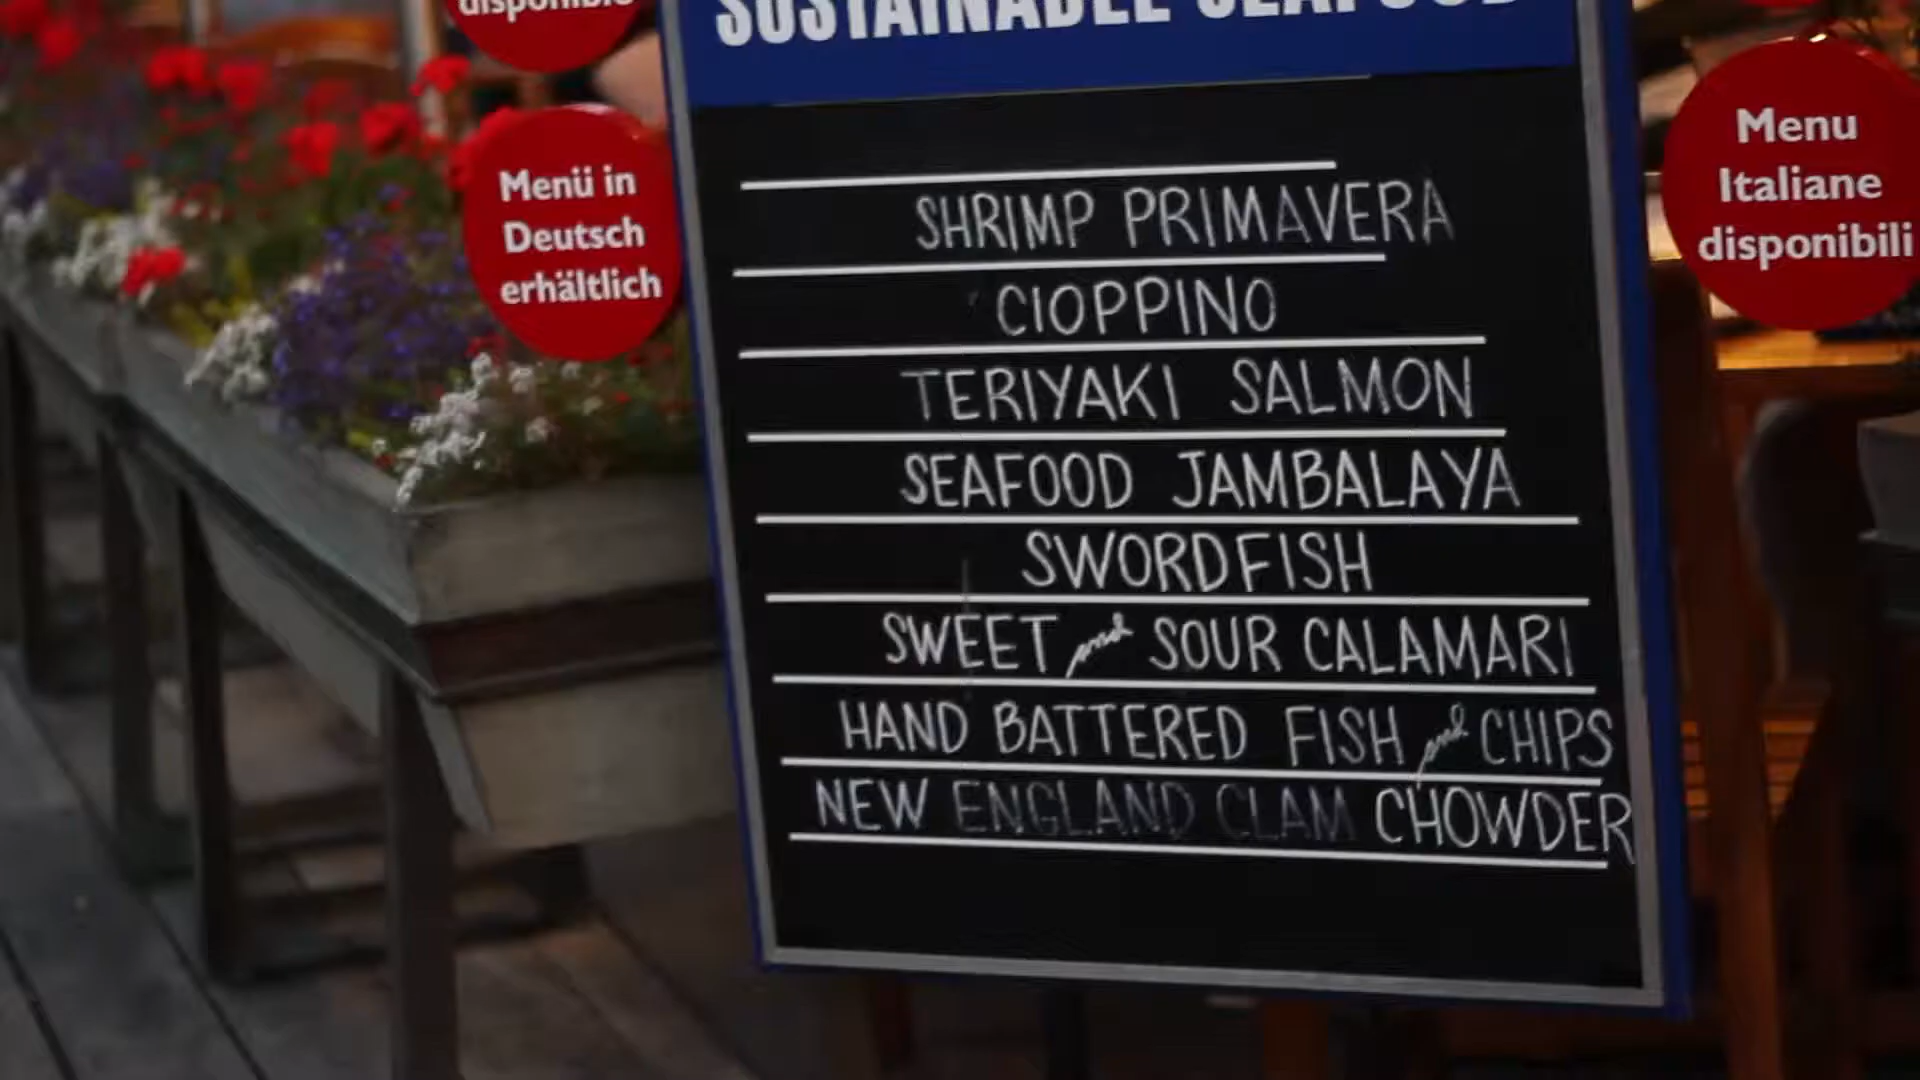 disponible
SUSTAINABLE SEAFOOD
Menü in
Deutsch
erhältlich
Menu
Italiane
disponibili
SHRIMP PRIMAVERA
CIOPPINO
TERIYAKI SALMON
SEAFOOD JAMBALAYA
SWORDFISH
SWEET and SOUR CALAMARI
HAND BATTERED FISH and CHIPS
NEW ENGLAND CLAM CHOWDER